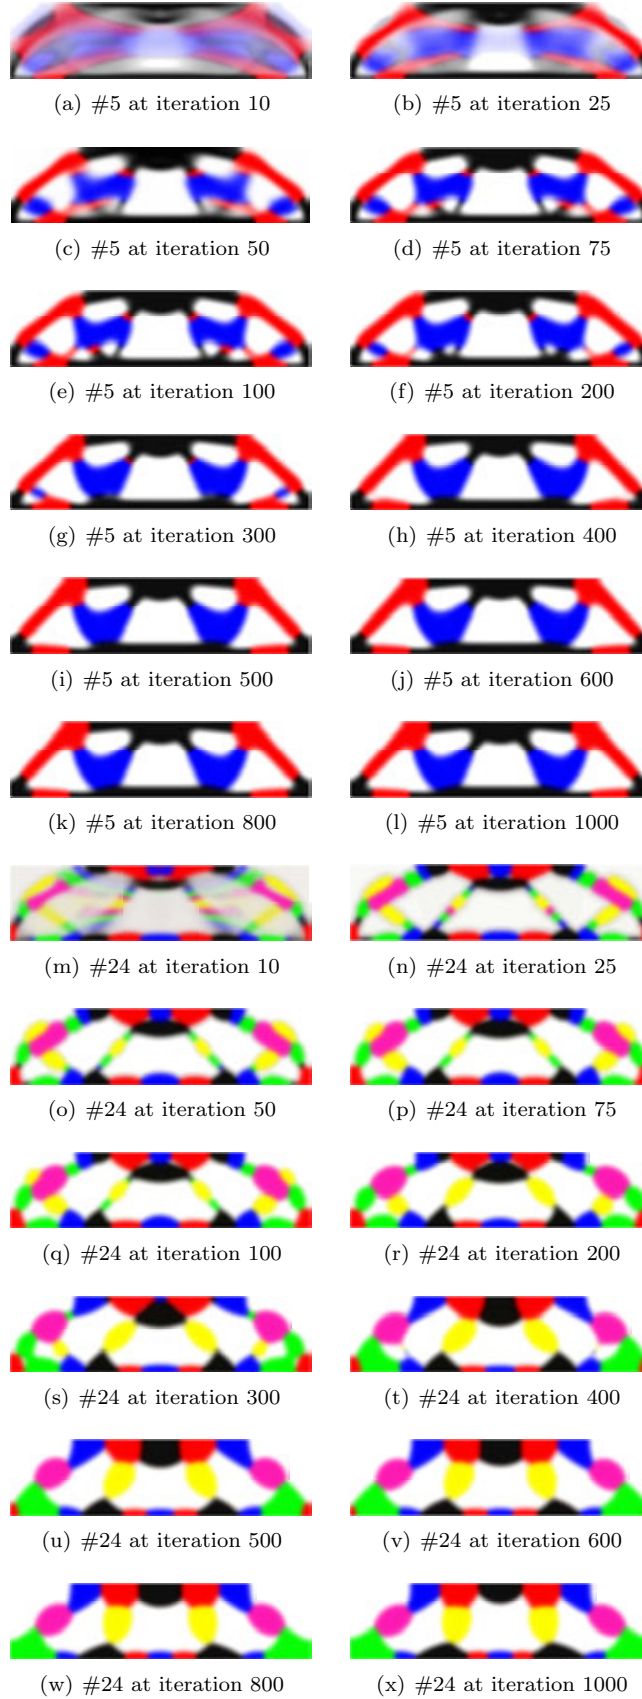 (a) #5 at iteration 10
(b) #5 at iteration 25
(c) #5 at iteration 50
(d) #5 at iteration 75
(e) #5 at iteration 100
(f) #5 at iteration 200
(g) #5 at iteration 300
(h) #5 at iteration 400
(i) #5 at iteration 500
(j) #5 at iteration 600
(k) #5 at iteration 800
(l) #5 at iteration 1000
(m) #24 at iteration 10
(n) #24 at iteration 25
(o) #24 at iteration 50
(p) #24 at iteration 75
(q) #24 at iteration 100
(r) #24 at iteration 200
(s) #24 at iteration 300
(t) #24 at iteration 400
(u) #24 at iteration 500
(v) #24 at iteration 600
(w) #24 at iteration 800
(x) #24 at iteration 1000